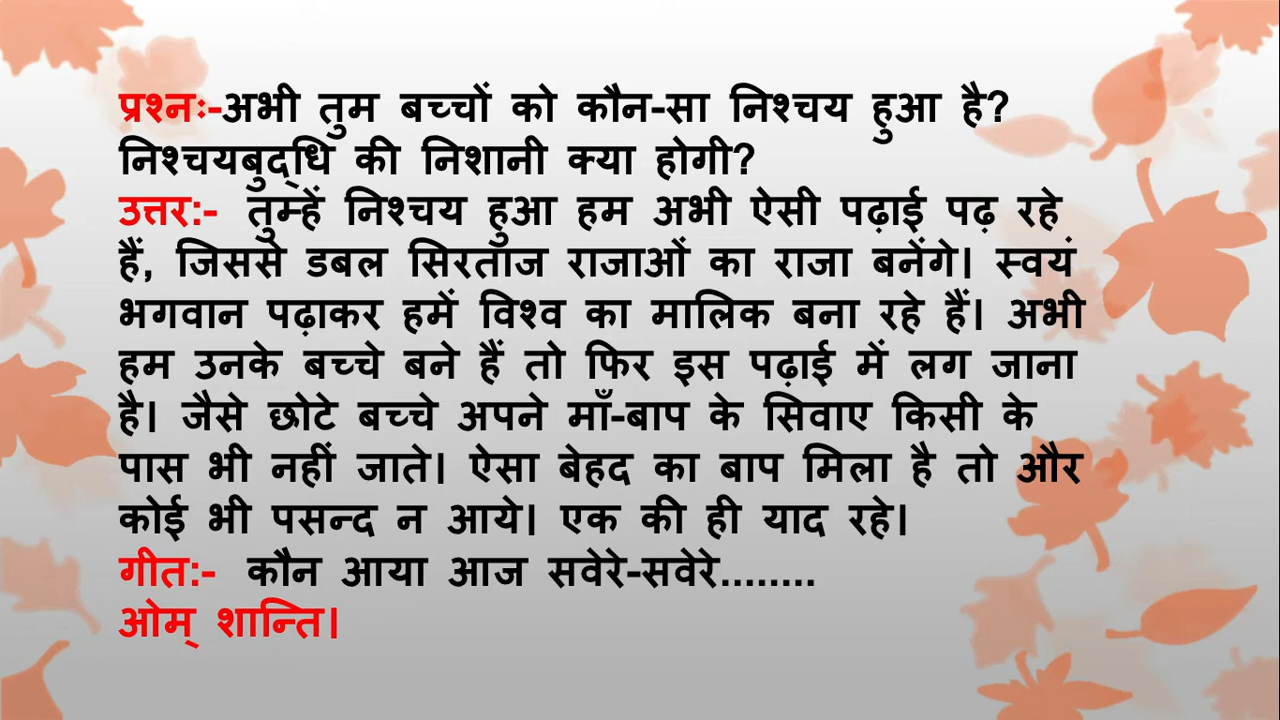 प्रश्नः-अभी तुम बच्चों को कौन-सा निश्चय हुआ है?
निश्चयबुद्धि की निशानी क्या होगी?
उत्तर:- तुम्हें निश्चय हुआ हम अभी ऐसी पढ़ाई पढ़ रहे
हैं, जिससे डबल सिरताज राजाओं का राजा बनेंगे। स्वयं
भगवान पढ़ाकर हमें विश्व का मालिक बना रहे हैं। अभी
हम उनके बच्चे बने हैं तो फिर इस पढ़ाई में लग जाना
है। जैसे छोटे बच्चे अपने माँ-बाप के सिवाए किसी के
पास भी नहीं जाते। ऐसा बेहद का बाप मिला है तो और
कोई भी पसन्द न आये। एक की ही याद रहे।
गीत:- कौन आया आज सवेरे-सवेरे........
ओम् शान्ति।